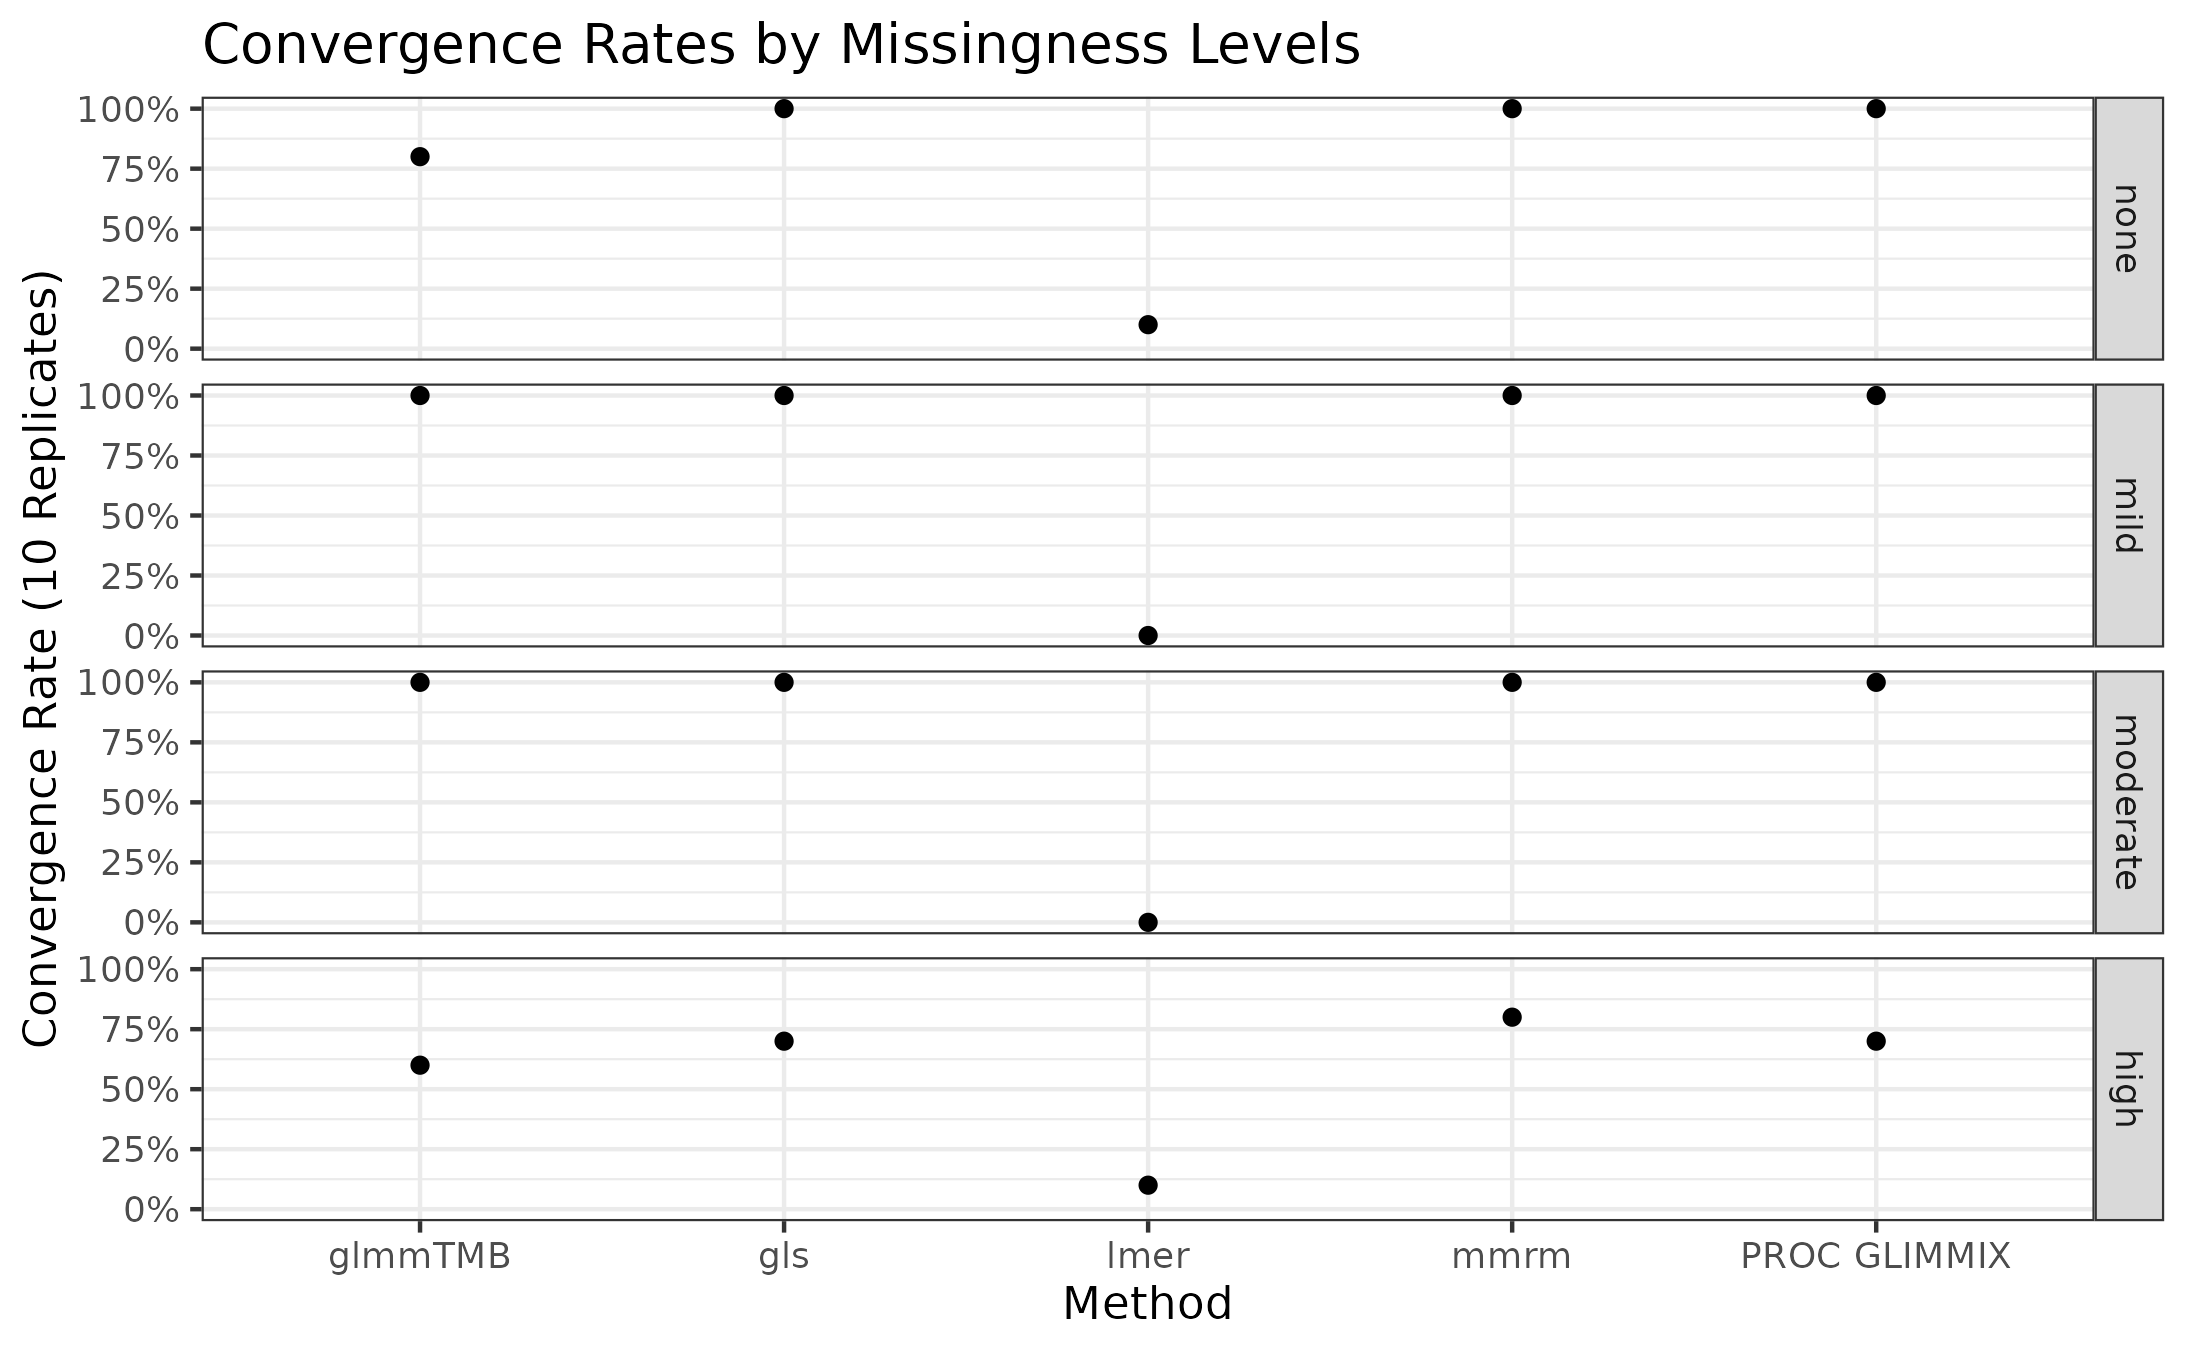 Convergence Rates by Missingness Levels
Convergence Rate (10 Replicates)
100%
75%
50%
25%
0%
none
100%
75%
50%
25%
0%
mild
100%
75%
50%
25%
0%
moderate
100%
75%
50%
25%
0%
high
glmmTMB gls lmer mmrm PROC GLIMMIX
Method